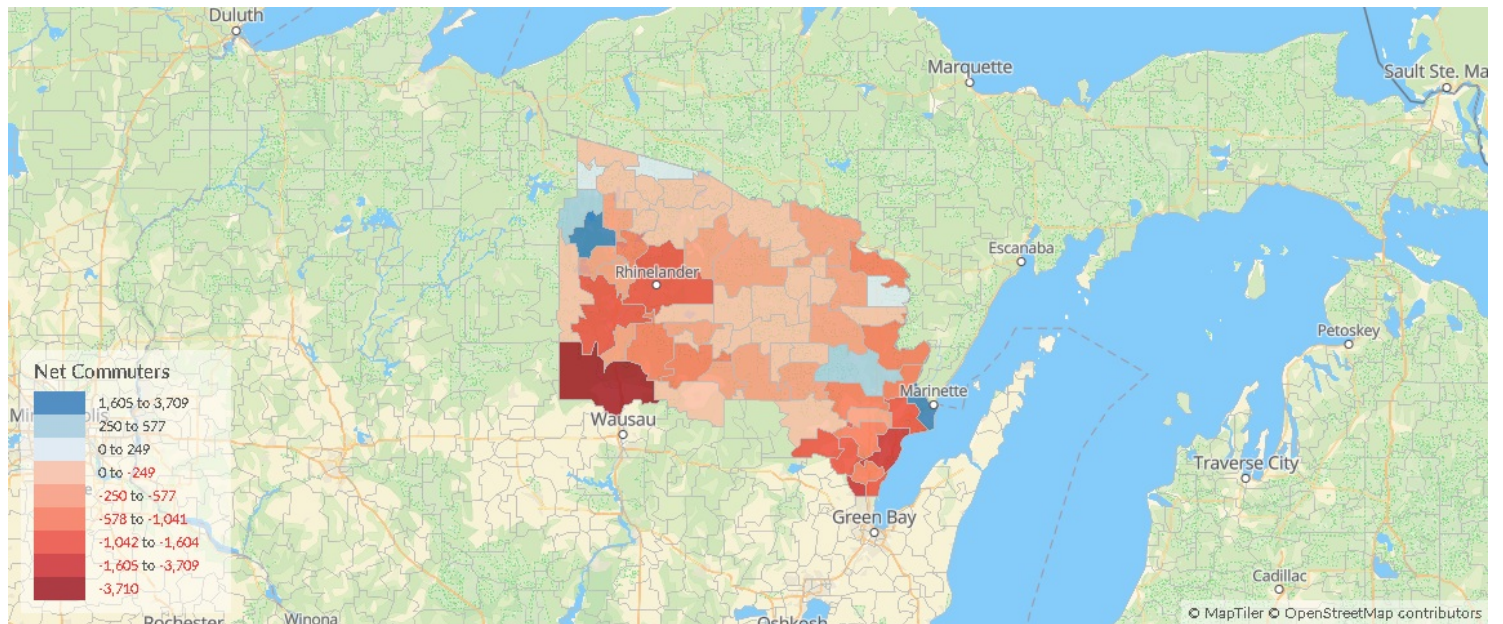 Duluth
Marquette
Sault Ste. Ma
Escanaba
Rhinelander
Petoskey
Net Commuters
1,605 to 3,709
250 to 577
0 to 249
0 to -249
-250 to -577
-578 to -1,041
-1,042 to -1,604
-1,605 to -3,709
-3,710
Marinette
Wausau
Traverse City
Green Bay
Cadillac
Rochester
Winona
Oshkosh
© MapTiler © OpenStreetMap contributors